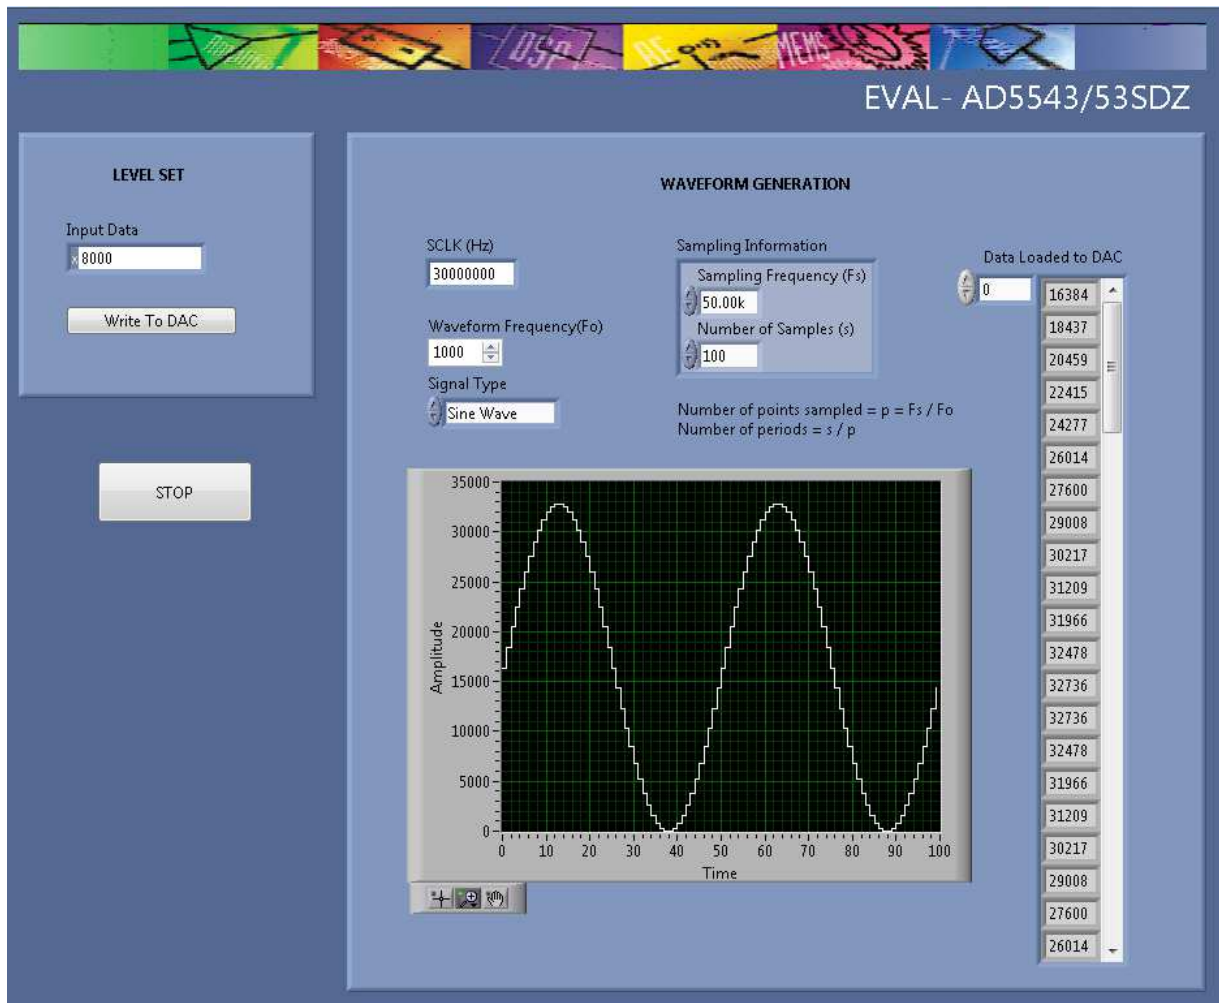 DSP
MEMS
EVAL- AD5543/53SDZ
LEVEL SET
Input Data
x 8000
Write To DAC
STOP
WAVEFORM GENERATION
SCLK (Hz)
30000000
Waveform Frequency(Fo)
1000
Signal Type
Sine Wave
Sampling Information
Sampling Frequency (Fs)
50.00k
Number of Samples (s)
100
Number of points sampled = p = Fs / Fo
Number of periods = s / p
Data Loaded to DAC
0
16384
18437
20459
22415
24277
26014
27600
29008
30217
31209
31966
32478
32736
32736
32478
31966
31209
30217
29008
27600
26014
Amplitude
35000
30000
25000
20000
15000
10000
5000
0
0 10 20 30 40 50 60 70 80 90 100
Time